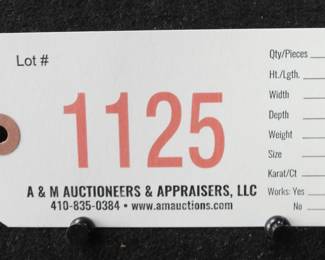 Lot #
1125
A & M AUCTIONEERS & APPRAISERS, LLC
410-835-0384 • www.amauctions.com
Qty/Pieces
Ht./Lgth.
Width
Depth
Weight
Size
Karat/Ct
Works: Yes
No